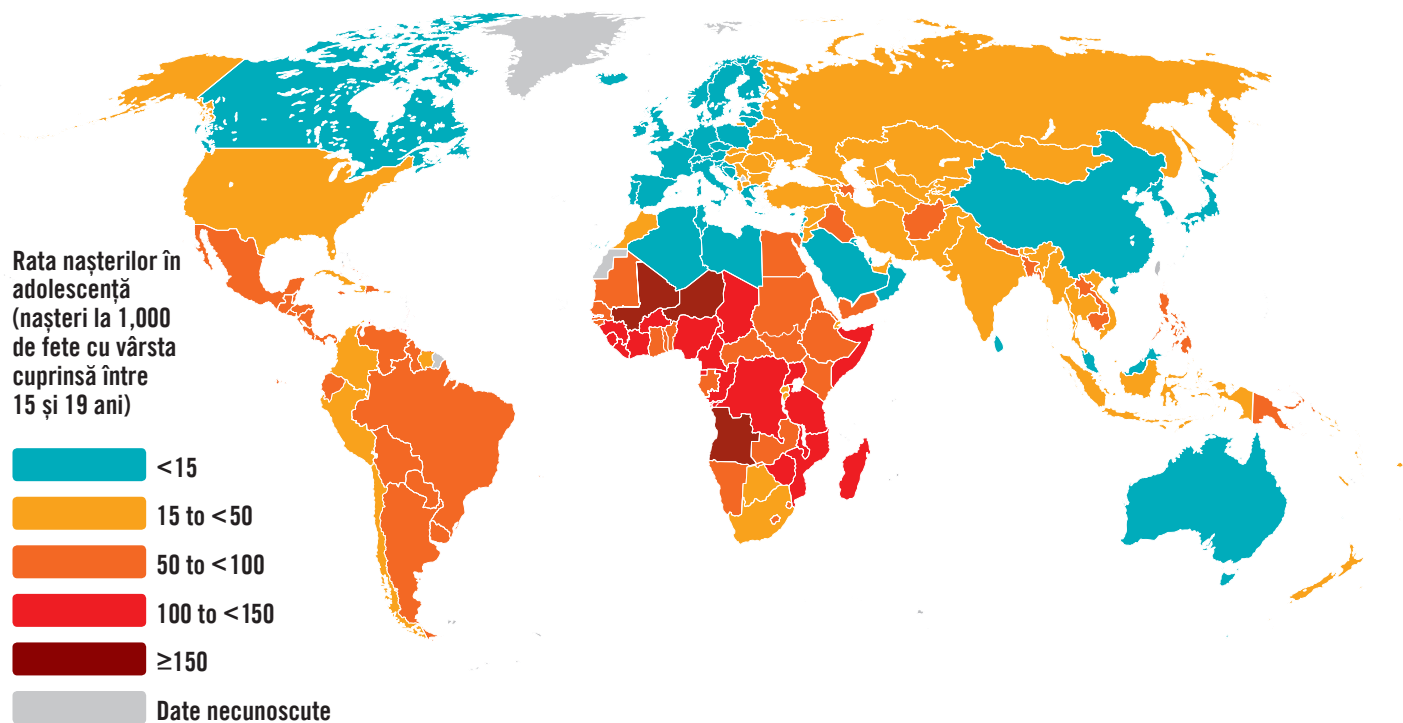 Rata nașterilor în
adolescență
(nașteri la 1,000
de fete cu vârsta
cuprinsă între
15 și 19 ani)
<15
15 to <50
50 to <100
100 to <150
≥150
Date necunoscute